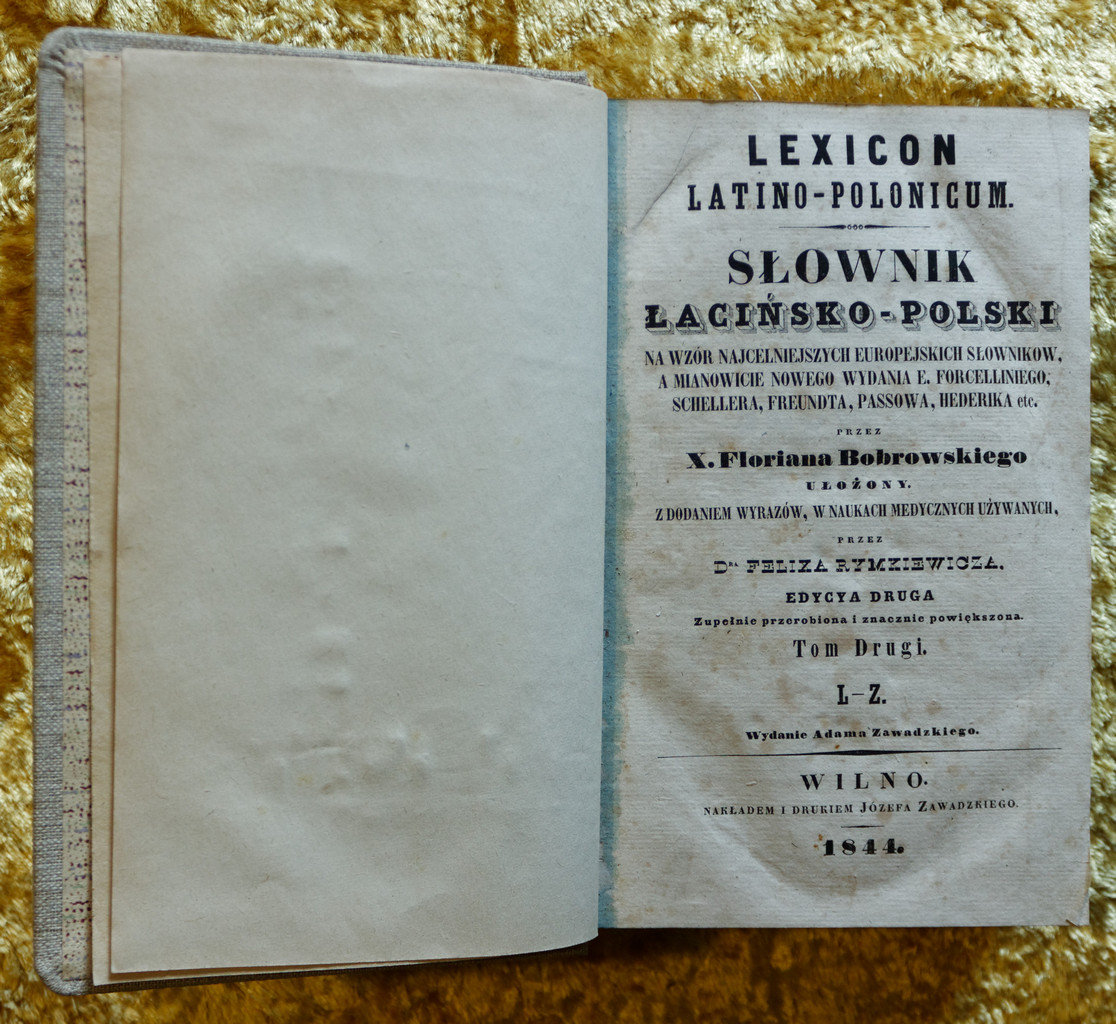 LEXICON
LATINO-POLONICUM.
SŁOWNIK
ŁACIŃSKO-POLSKI
NA WZÓR NAJCELNIEJSZYCH EUROPEJSKICH SŁOWNIKOW,
A MIANOWICIE NOWEGO WYDANIA E. FORCELLINIEGO,
SCHELLERA, FREUNDTA, PASSOWA, HEDERIKA etc.
PRZEZ
X. Floriana Bobrowskiego
UŁOŻONY.
Z DODANIEM WYRAZÓW, W NAUKACH MEDYCZNYCH UŻYWANYCH,
PRZEZ
DRA FELIXA RYMKIEWICZA.
EDYCYA DRUGA
Zupełnie przerobiona i znacznie powiększona.
Tom Drugi.
L–Z.
Wydanie Adama Zawadzkiego.
WILNO.
NAKŁADEM I DRUKIEM JÓZEFA ZAWADZKIEGO.
1844.